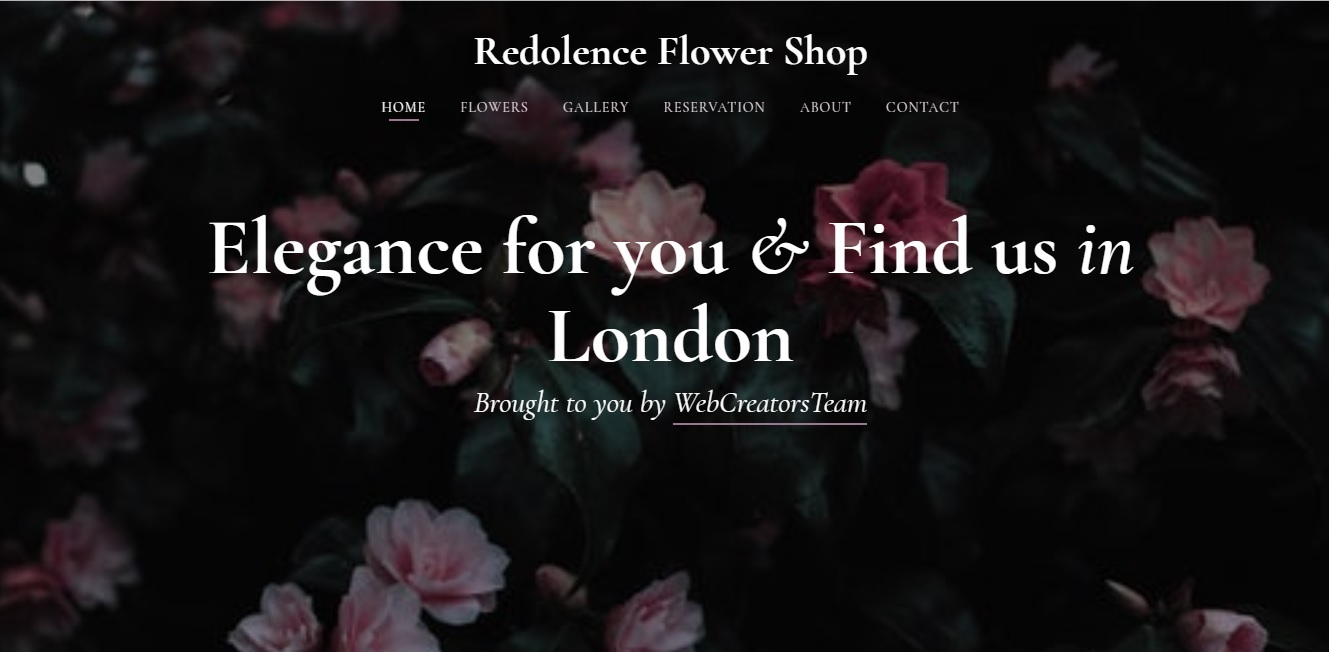 Redolence Flower Shop
HOME FLOWERS GALLERY RESERVATION ABOUT CONTACT
Elegance for you & Find us in
London
Brought to you by WebCreatorsTeam